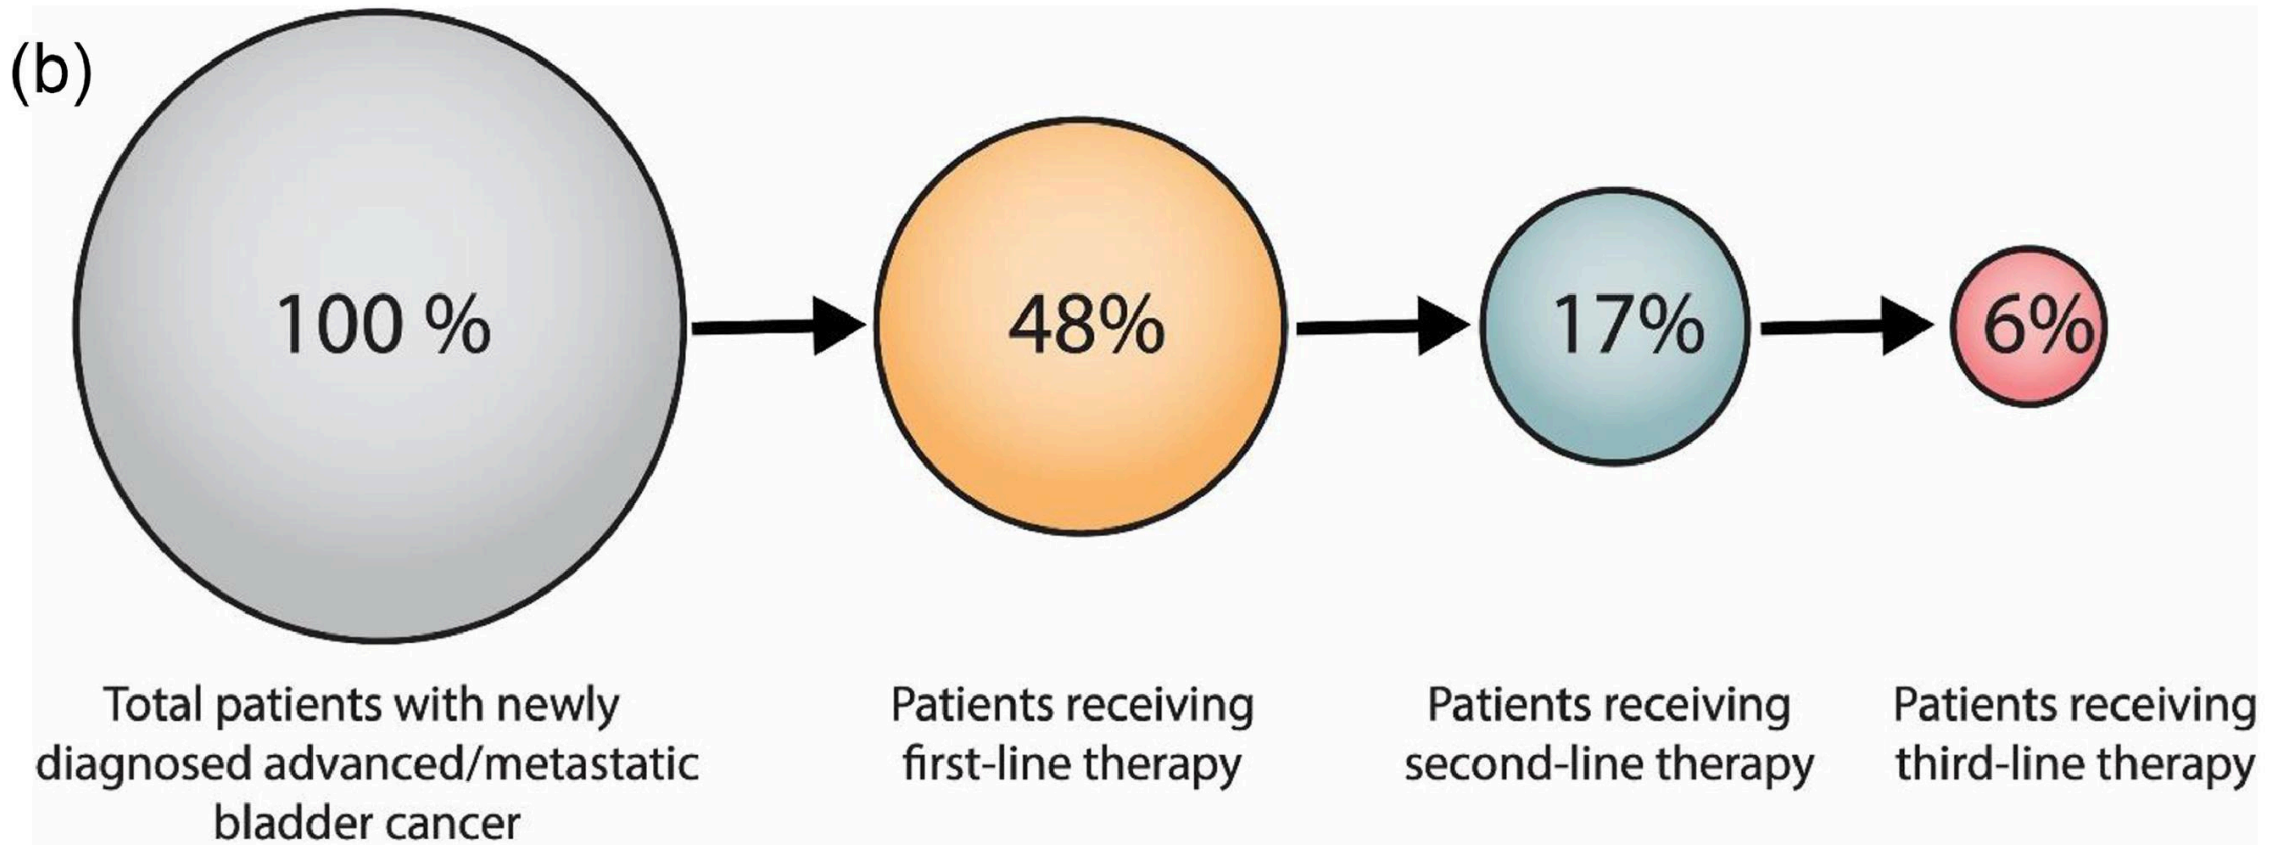 (b)
100 %
48%
17%
6%
Total patients with newly
diagnosed advanced/metastatic
bladder cancer
Patients receiving
first-line therapy
Patients receiving
second-line therapy
Patients receiving
third-line therapy